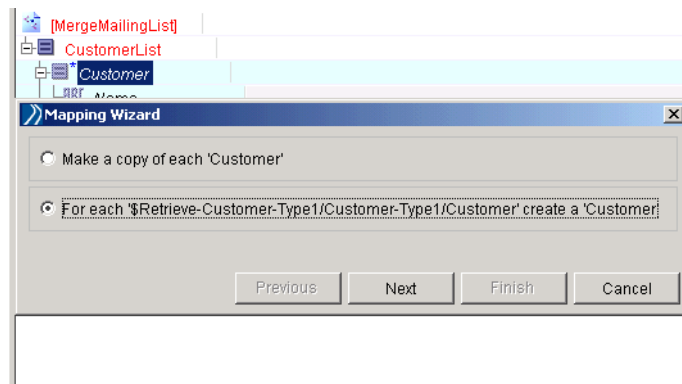 [MergeMailingList]
CustomerList
Customer
Name
Mapping Wizard
Make a copy of each 'Customer'
For each '$Retrieve-Customer-Type1/Customer-Type1/Customer' create a 'Customer
Previous
Next
Finish
Cancel